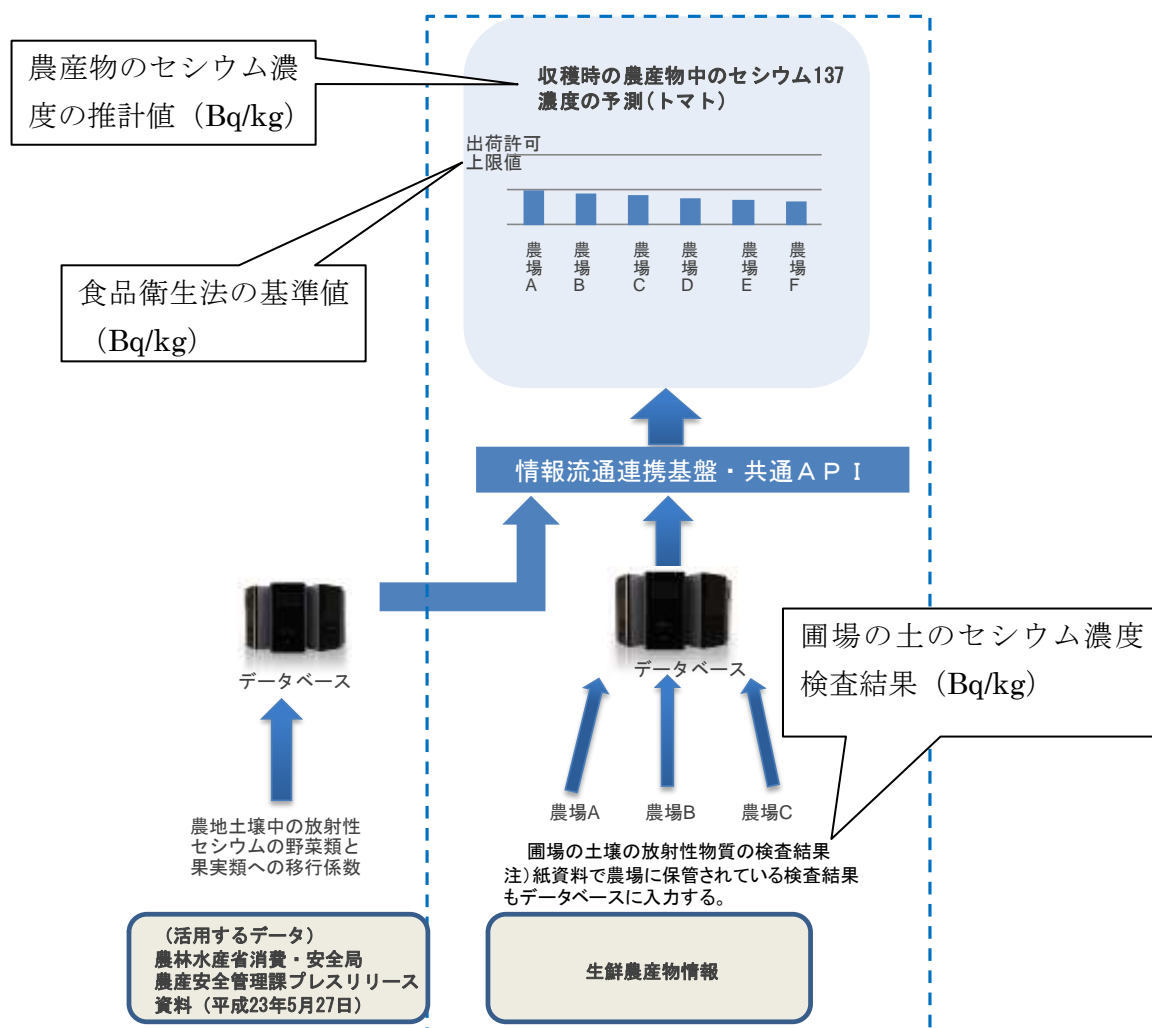 農産物のセシウム濃
度の推計値（Bq/kg）
収穫時の農産物中のセシウム137
濃度の予測（トマト）
出荷許可
上限値
農場A
農場B
農場C
農場D
農場E
農場F
食品衛生法の基準値
（Bq/kg）
情報流通連携基盤・共通ＡＰＩ
データベース
データベース
圃場の土のセシウム濃度
検査結果（Bq/kg）
農場A
農場B
農場C
農地土壌中の放射性
セシウムの野菜類と
果実類への移行係数
圃場の土壌の放射性物質の検査結果
注）紙資料で農場に保管されている検査結果
もデータベースに入力する。
（活用するデータ）
農林水産省消費・安全局
農産安全管理課プレスリリース
資料（平成23年5月27日）
生鮮農産物情報